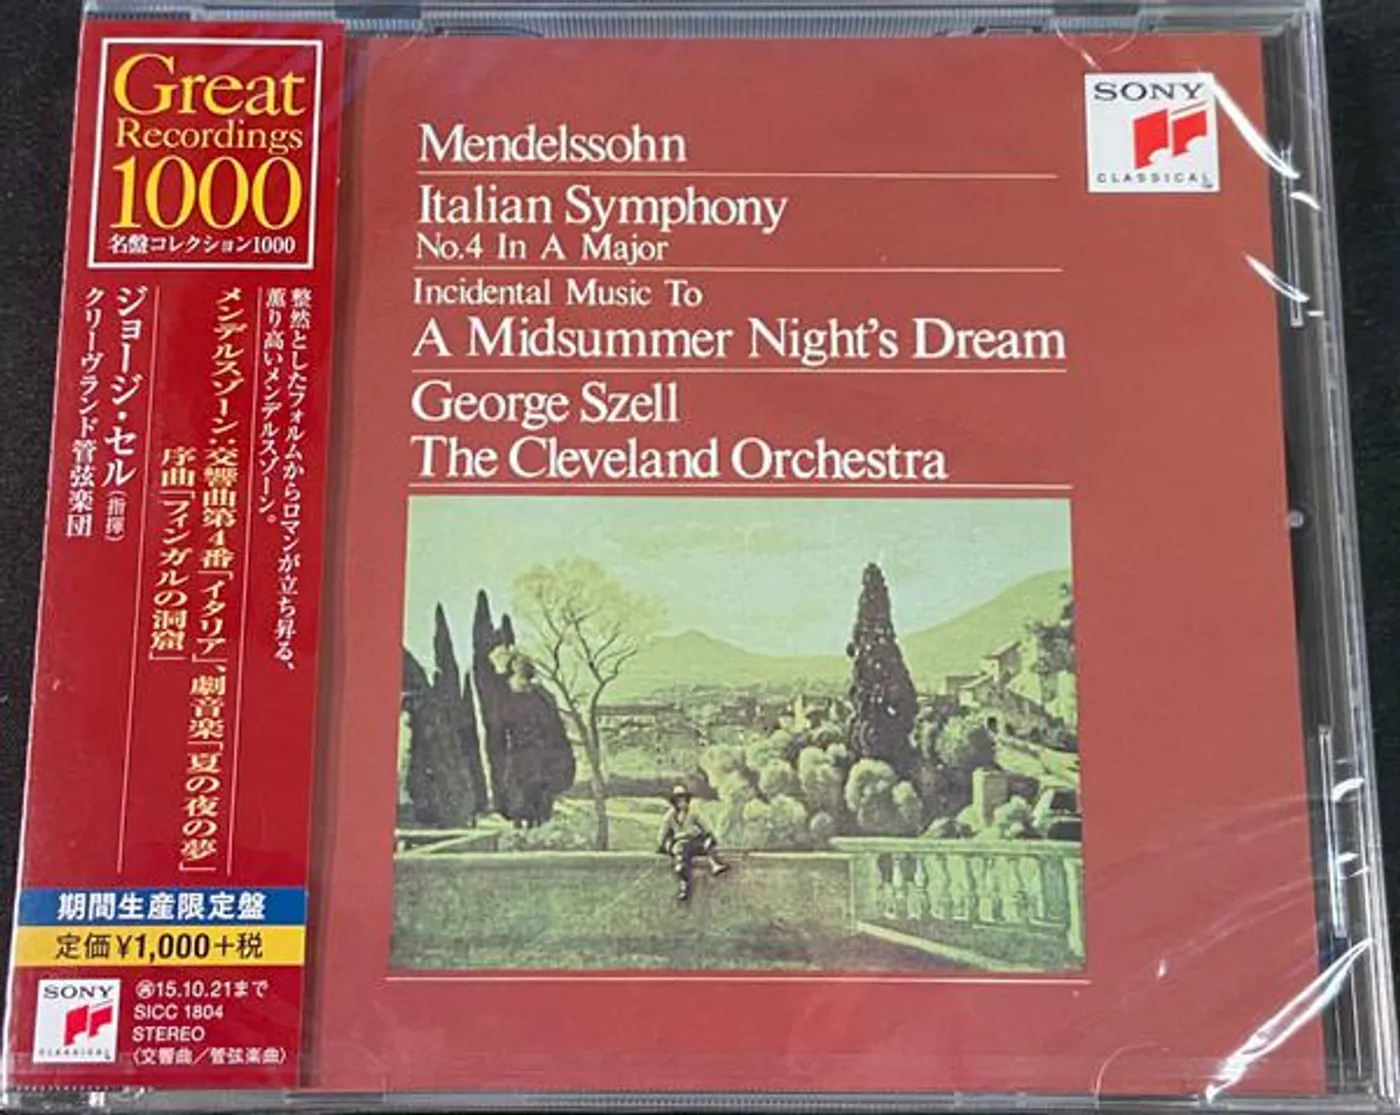 Great
Recordings
1000
名盤コレクション1000
整然としたフォルムからロマンが立ち昇る、
薫り高いメンデルスゾーン。
メンデルスゾーン:交響曲第4番「イタリア」、劇音楽「夏の夜の夢」
序曲「フィンガルの洞窟」
ジョージ・セル(指揮)
クリーヴランド管弦楽団
期間生産限定盤
定価¥1,000+税
SONY
CLASSICAL
㋐15.10.21まで
SICC 1804
STEREO
(交響曲/管弦楽曲)
Mendelssohn
Italian Symphony
No.4 In A Major
Incidental Music To
A Midsummer Night's Dream
George Szell
The Cleveland Orchestra
SONY
CLASSICAL